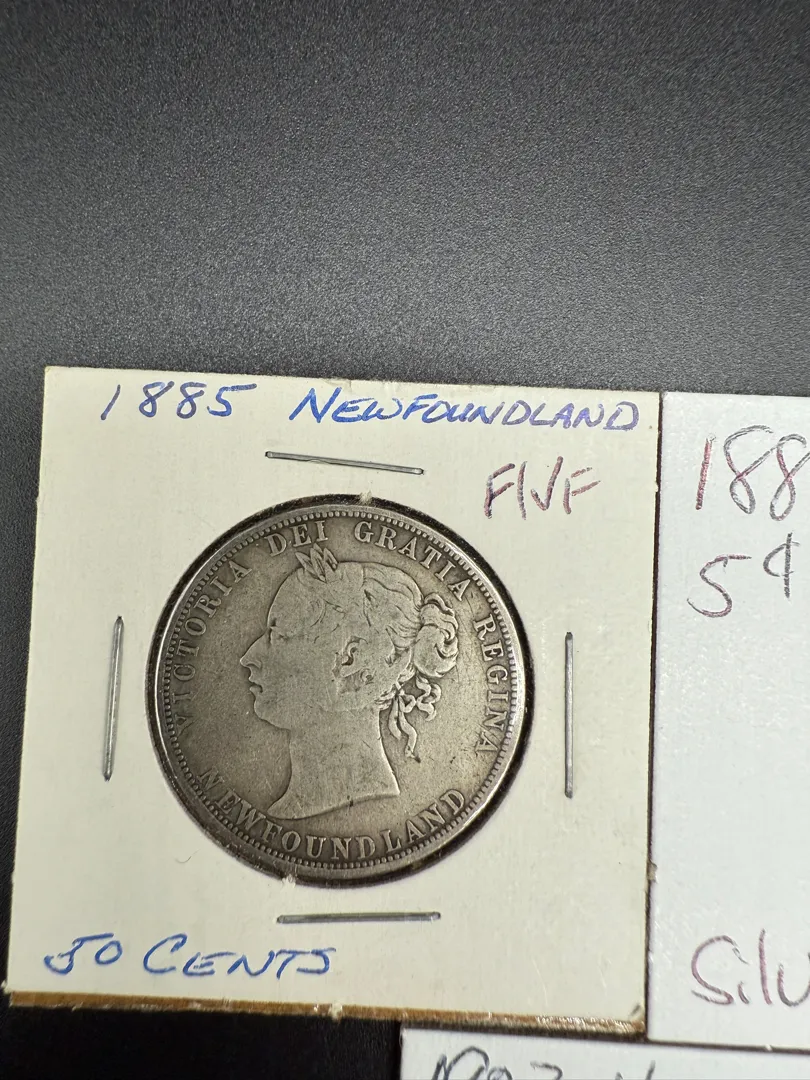 1885 NEWFOUNDLAND
F/VF
VICTORIA DEI GRATIA REGINA
NEWFOUNDLAND
50 CENTS
188
5¢
Silv